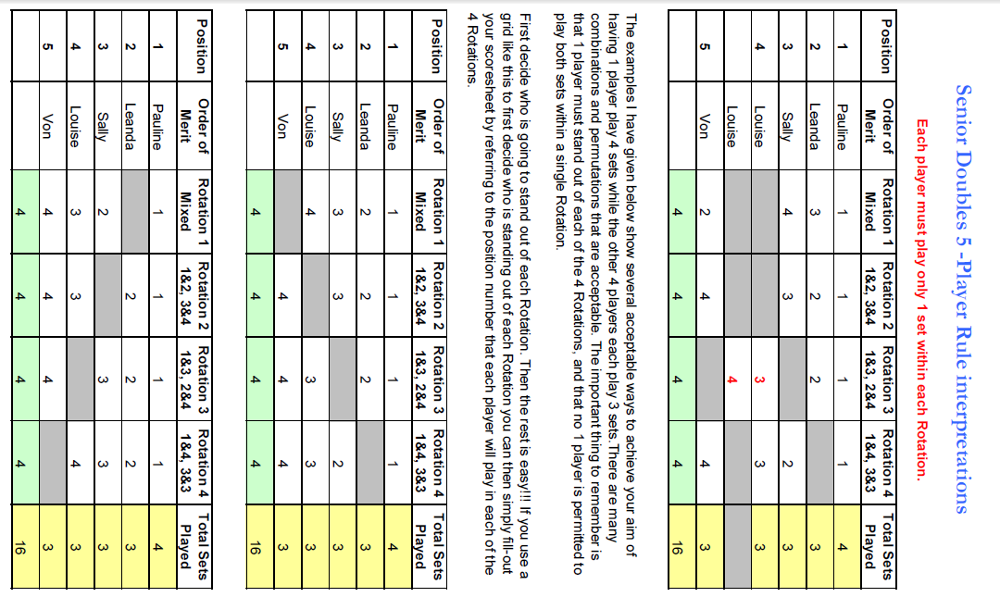 Senior Doubles 5 -Player Rule interpretations
Each player must play only 1 set within each Rotation.
Position Order of Merit Rotation 1 Mixed Rotation 2 1&2, 3&4 Rotation 3 1&3, 2&4 Rotation 4 1&4, 3&3 Total Sets Played
1 Pauline 1 1 1 1 4
2 Leanda 3 2 2 3
3 Sally 4 3 2 3
4 Louise 3 3 3
Louise 4
5 Von 2 4 4 3
4 4 4 4 16
The examples I have given below show several acceptable ways to achieve your aim of
having 1 player play 4 sets while the other 4 players each play 3 sets.There are many
combinations and permutations that are acceptable. The important thing to remember is
that 1 player must stand out of each of the 4 Rotations, and that no 1 player is permitted to
play both sets within a single Rotation.
First decide who is going to stand out of each Rotation. Then the rest is easy!!! If you use a
grid like this to first decide who is standing out of each Rotation you can then simply fill-out
your scoresheet by referring to the position number that each player will play in each of the
4 Rotations.
Position Order of Merit Rotation 1 Mixed Rotation 2 1&2, 3&4 Rotation 3 1&3, 2&4 Rotation 4 1&4, 3&3 Total Sets Played
1 Pauline 1 1 1 1 4
2 Leanda 2 2 2 3
3 Sally 3 3 2 3
4 Louise 4 3 3 3
5 Von 4 4 4 3
4 4 4 4 16
Position Order of Merit Rotation 1 Mixed Rotation 2 1&2, 3&4 Rotation 3 1&3, 2&4 Rotation 4 1&4, 3&3 Total Sets Played
1 Pauline 1 1 1 1 4
2 Leanda 2 2 2 3
3 Sally 2 3 3 3
4 Louise 3 3 4 3
5 Von 4 4 4 3
4 4 4 4 16